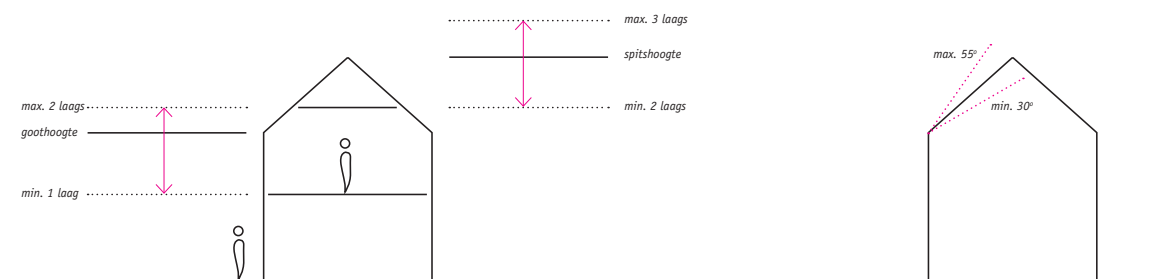 max. 3 laags
spitshoogte
max. 55°
max. 2 laags
min. 2 laags
min. 30°
goothoogte
min. 1 laag